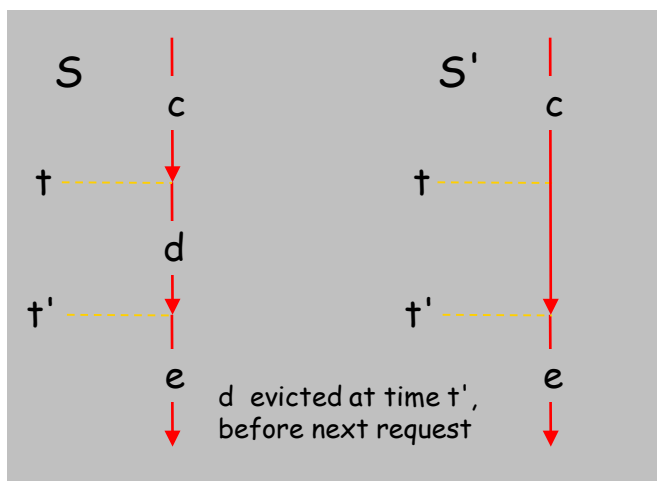 S
c
t
d
t'
e
S'
c
t
t'
e
d evicted at time t',
before next request